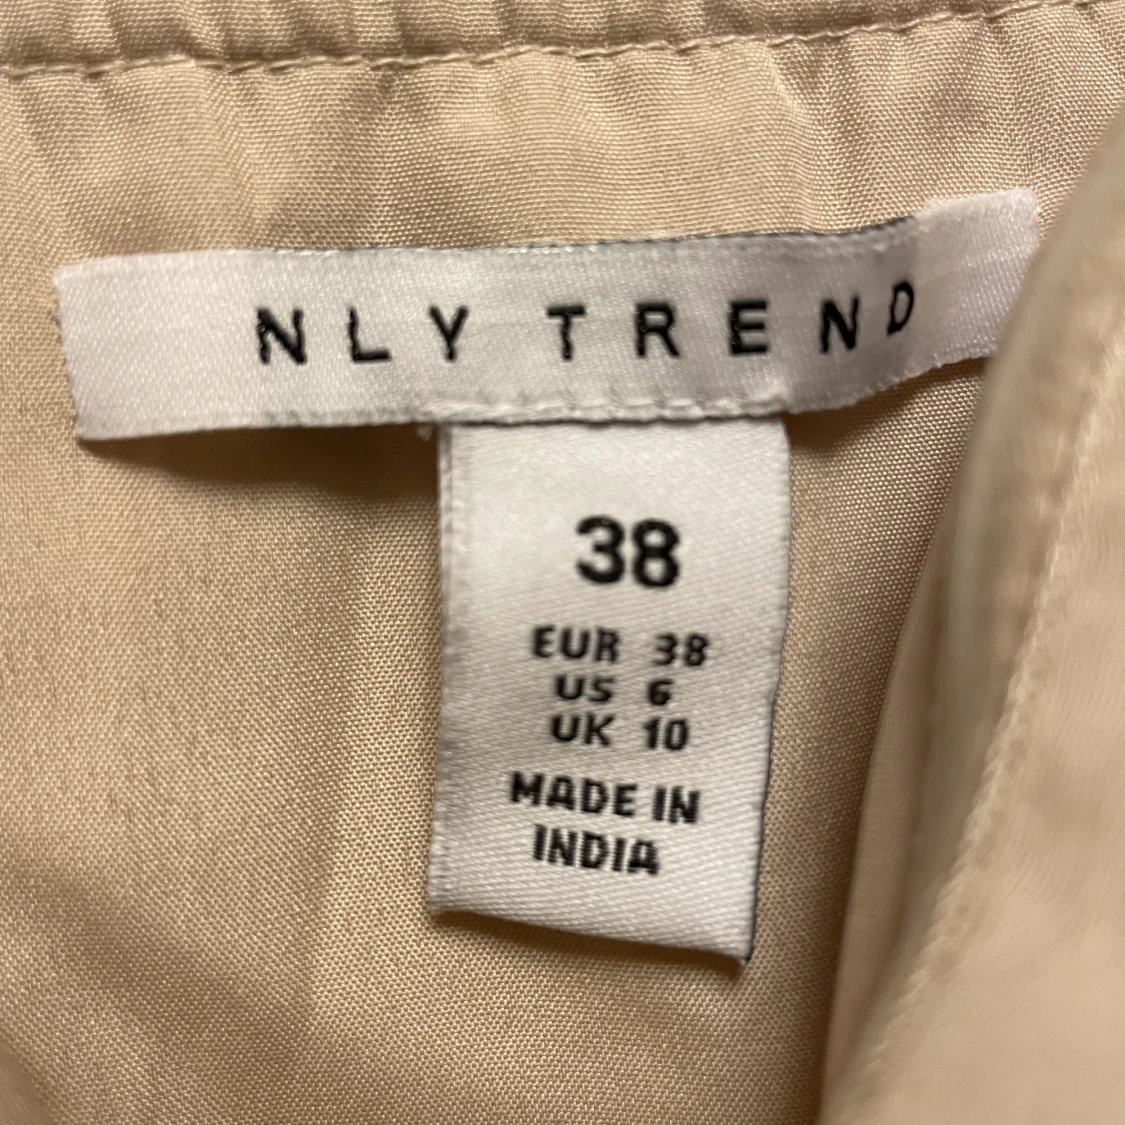 NLY TREND
38
EUR 38
US 6
UK 10
MADE IN
INDIA